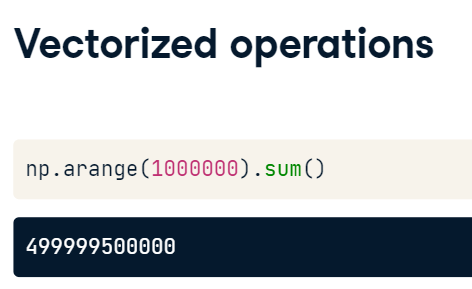 Vectorized operations
np.arange(1000000).sum()
499999500000